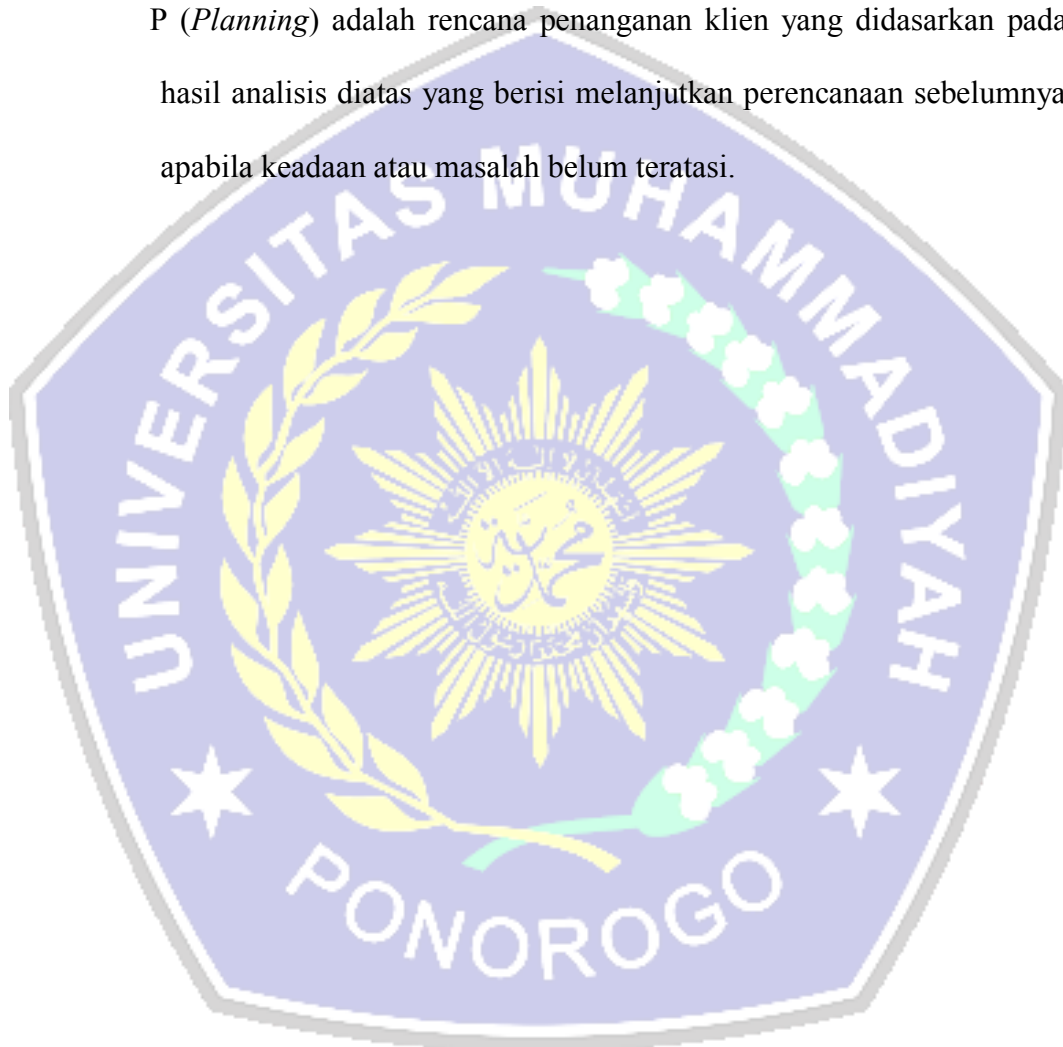 P (Planning) adalah rencana penanganan klien yang didasarkan pada
hasil analisis diatas yang berisi melanjutkan perencanaan sebelumnya
apabila keadaan atau masalah belum teratasi.
UNIVERSITAS MUHAMMADIYAH
PONOROGO
محمدية